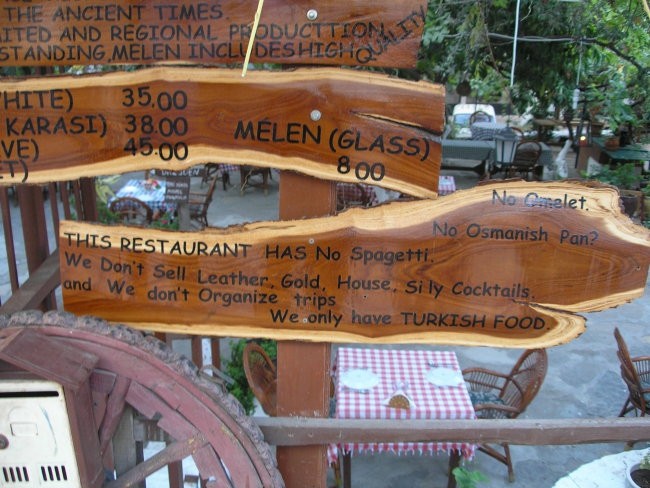 THE ANCIENT TIMES.
ITED AND REGIONAL PRODUCTTION
STANDING, MELEN INCLUDES HIGH QUALITY
HITE) 35.00
KARASI) 38.00
VE) 45.00
ET)
MELEN (GLASS)
8.00
No Omelet.
No Osmanish Pan?
THIS RESTAURANT HAS No Spagetti.
We Don't Sell Leather, Gold, House, Silly Cocktails.
and We don't Organize trips
We only have TURKISH FOOD.